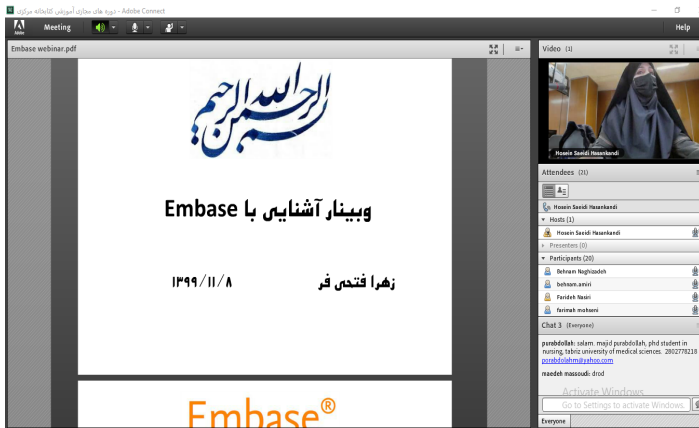 دوره های مجازی آموزشی کتابخانه مرکزی - Adobe Connect
Adobe
Meeting
Help
Embase webinar.pdf
بسم الله الرحمن الرحیم
وبینار آشنایی با Embase
زهرا فتحی فر
۱۳۹۹/۱۱/۸
Embase®
Video (1)
Hosein Saeidi Hasankandi
Attendees (21)
Hosein Saeidi Hasankandi
Hosts (1)
Hosein Saeidi Hasankandi
Presenters (0)
Participants (20)
Behnam Naghizadeh
behnam.amiri
Farideh Nasiri
farimah mohseni
Chat 3 (Everyone)
purabdollah: salam. majid purabdollah, phd student in
nursing, tabriz university of medical sciences. 2802778218
porabdolahm@yahoo.com
maedeh massoudi: drod
Activate Windows
Go to Settings to activate Windows.
Everyone